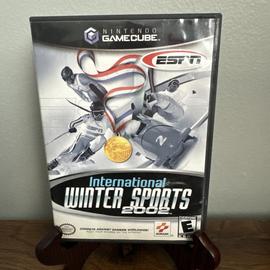 NINTENDO
GAMECUBE
ESPN
International
WINTER SPORTS
2002
KONAMI
E